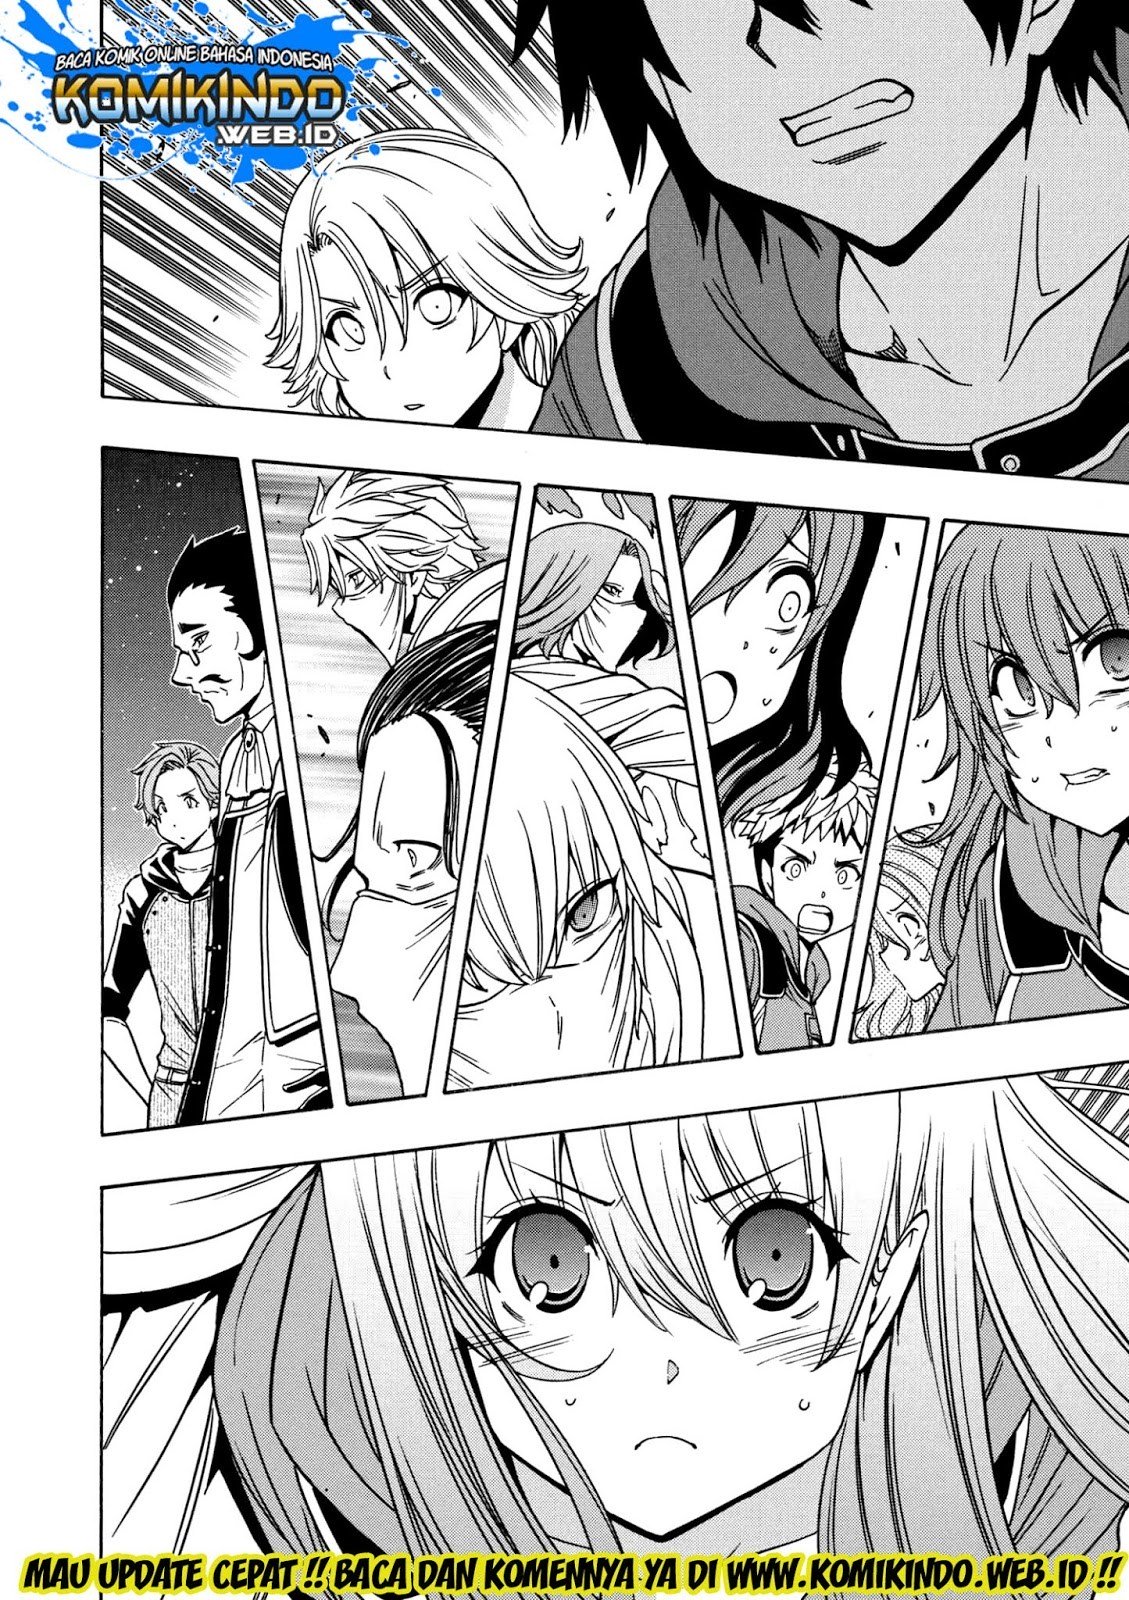 BACA KOMIK ONLINE BAHASA INDONESIA
KOMIKINDO
.WEB.ID
MAU UPDATE CEPAT !! BACA DAN KOMENNYA YA DI WWW.KOMIKINDO.WEB.ID !!